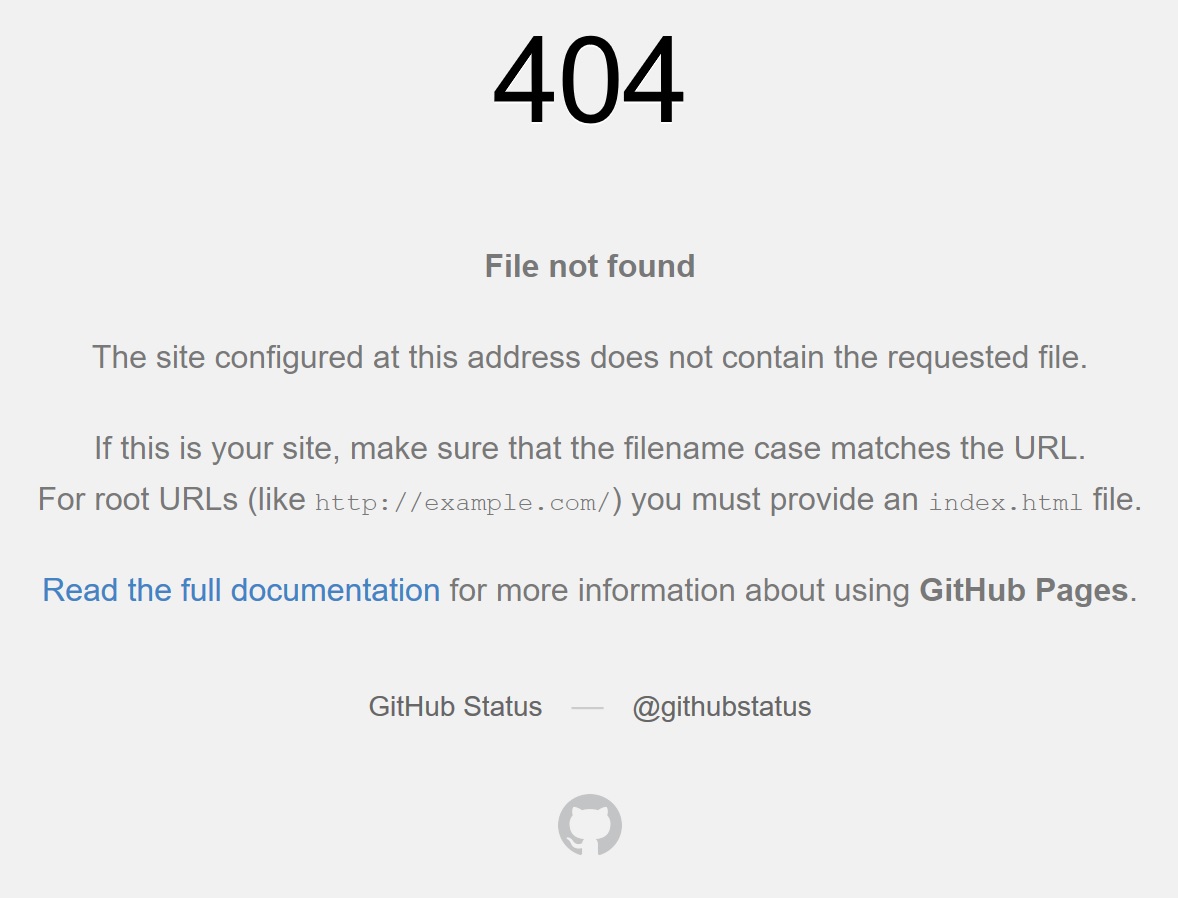 404
File not found
The site configured at this address does not contain the requested file.
If this is your site, make sure that the filename case matches the URL.
For root URLs (like http://example.com/) you must provide an index.html file.
Read the full documentation for more information about using GitHub Pages.
GitHub Status — @githubstatus